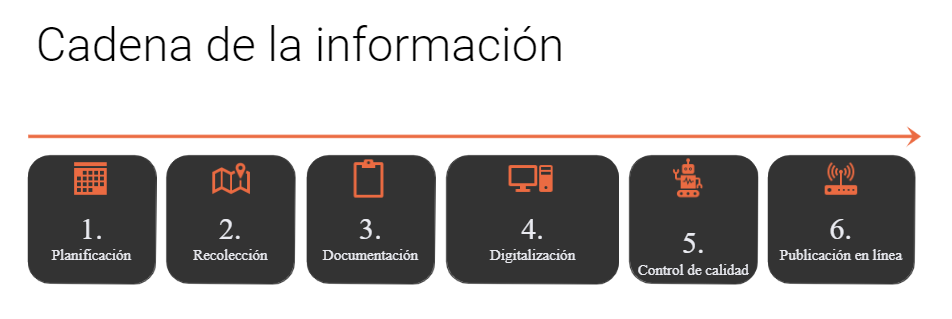 Cadena de la información
1.
Planificación
2.
Recolección
3.
Documentación
4.
Digitalización
5.
Control de calidad
6.
Publicación en línea